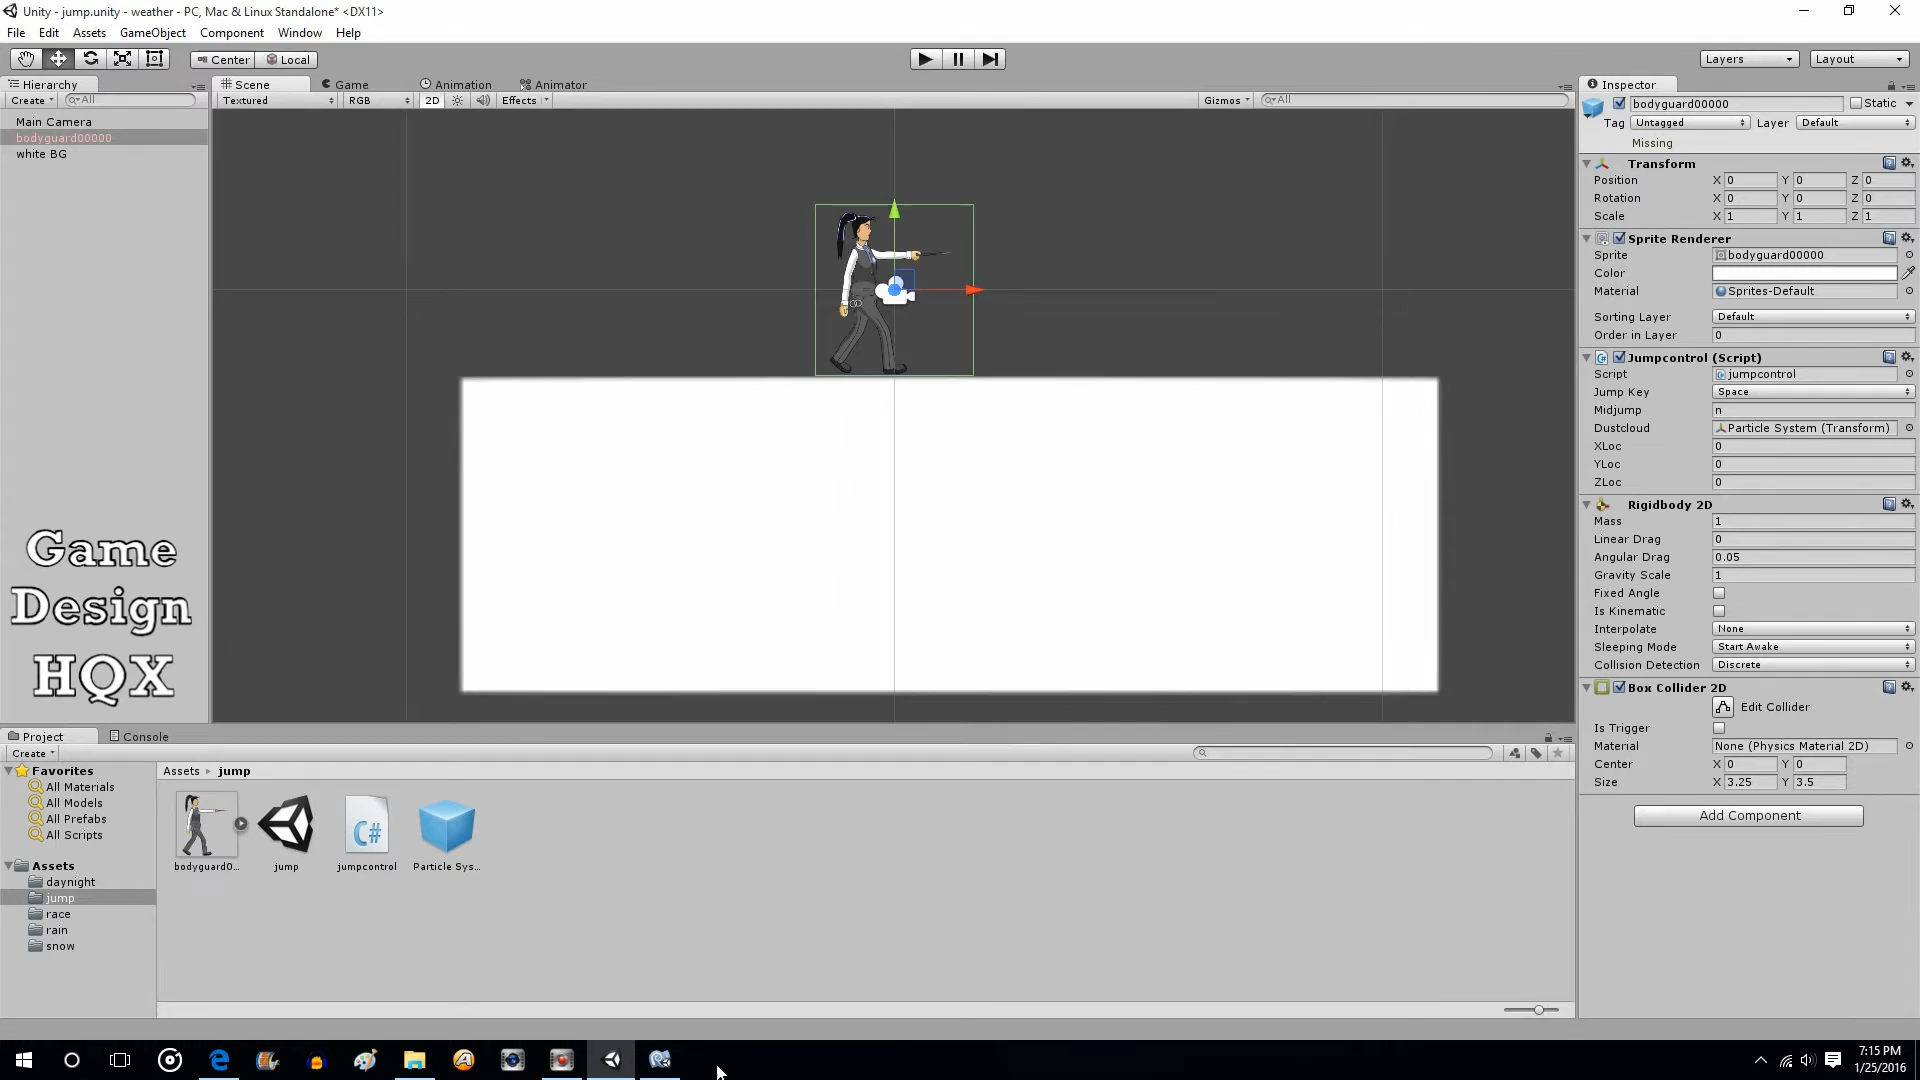 Unity - jump.unity - weather - PC, Mac & Linux Standalone* <DX11>
File Edit Assets GameObject Component Window Help
Center Local Layers Layout
Hierarchy Scene Game Animation Animator Inspector
Create All Textured RGB 2D Effects Gizmos All
bodyguard00000 Static
Main Camera
bodyguard00000
white BG
Tag Untagged Layer Default
Missing
Transform
Position X 0 Y 0 Z 0
Rotation X 0 Y 0 Z 0
Scale X 1 Y 1 Z 1
Sprite Renderer
Sprite bodyguard00000
Color
Material Sprites-Default
Sorting Layer Default
Order in Layer 0
Jumpcontrol (Script)
Script jumpcontrol
Jump Key Space
Midjump n
Dustcloud Particle System (Transform)
XLoc 0
YLoc 0
ZLoc 0
Rigidbody 2D
Mass 1
Linear Drag 0
Angular Drag 0.05
Gravity Scale 1
Fixed Angle
Is Kinematic
Interpolate None
Sleeping Mode Start Awake
Collision Detection Discrete
Box Collider 2D
Edit Collider
Is Trigger
Material None (Physics Material 2D)
Center X 0 Y 0
Size X 3.25 Y 3.5
Add Component
Game
Design
HQX
Project Console
Create
Favorites
All Materials
All Models
All Prefabs
All Scripts
Assets
daynight
jump
race
rain
snow
Assets jump
C#
bodyguard0... jump jumpcontrol Particle Sys...
7:15 PM
1/25/2016